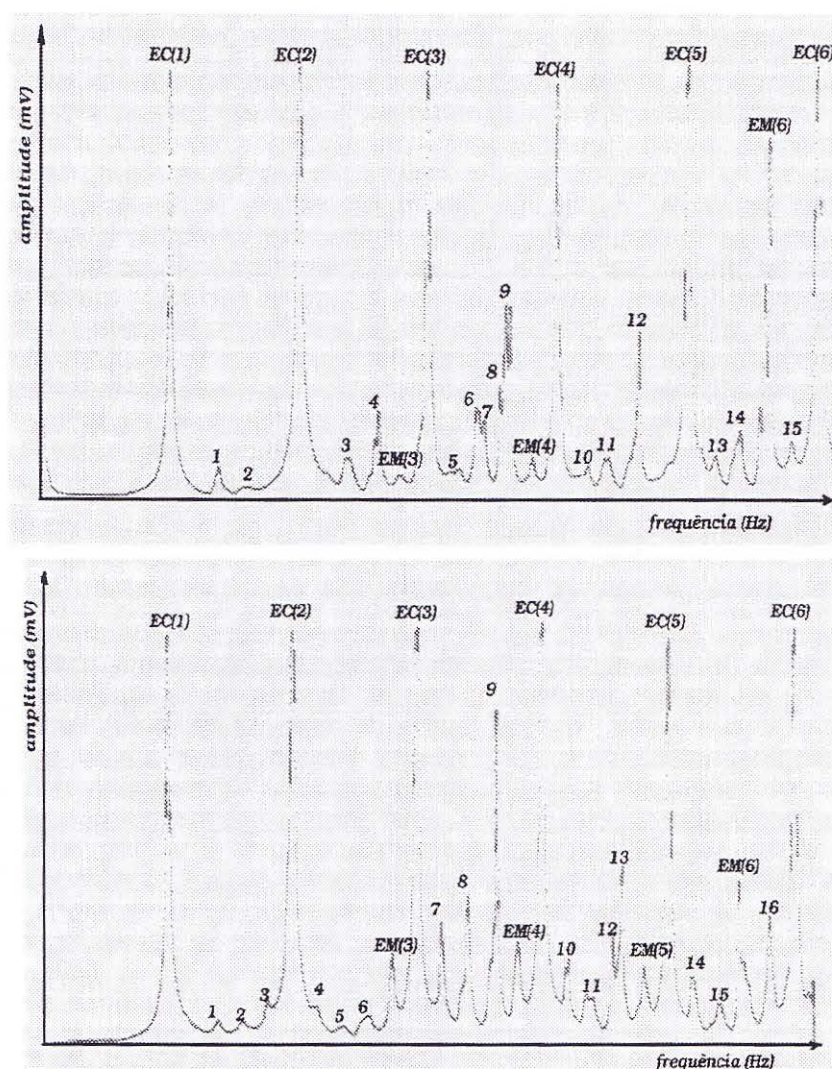 EC(1) EC(2) EC(3) EC(4) EC(5) EC(6)
EM(6)
amplitude (mV)
9
12
8
4 6 7
1 2 3 EM(3) 5 EM(4) 10 11 13 14 15
frequência (Hz)
EC(1) EC(2) EC(3) EC(4) EC(5) EC(6)
amplitude (mV)
9
13
8 EM(6)
7 16
EM(3) EM(4) 10 12 EM(5)
1 2 3 4 5 6 11 14 15
frequência (Hz)